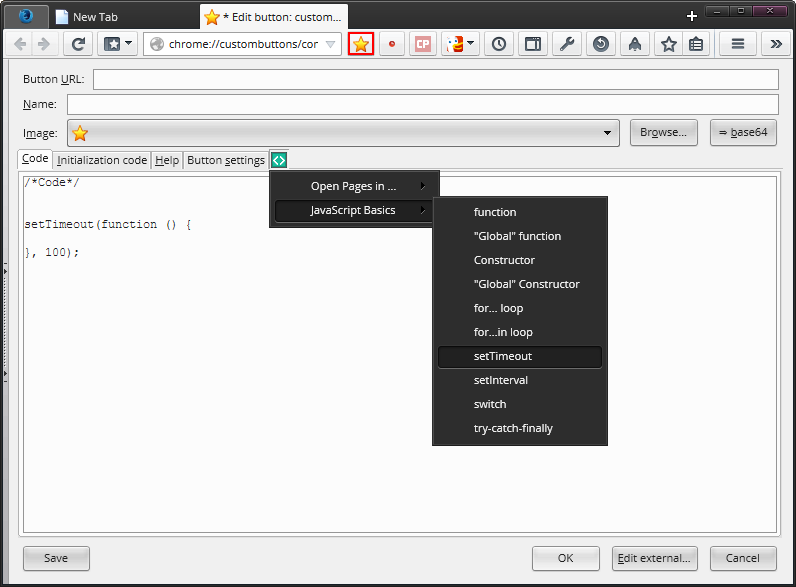 New Tab
* Edit button: custom...
chrome://custombuttons/cor
CP
Button URL:
Name:
Image:
Browse...
⇒ base64
Code
Initialization code
Help
Button settings
<>
/*Code*/
Open Pages in ...
JavaScript Basics
setTimeout(function () {
}, 100);
function
"Global" function
Constructor
"Global" Constructor
for... loop
for...in loop
setTimeout
setInterval
switch
try-catch-finally
Save
OK
Edit external...
Cancel